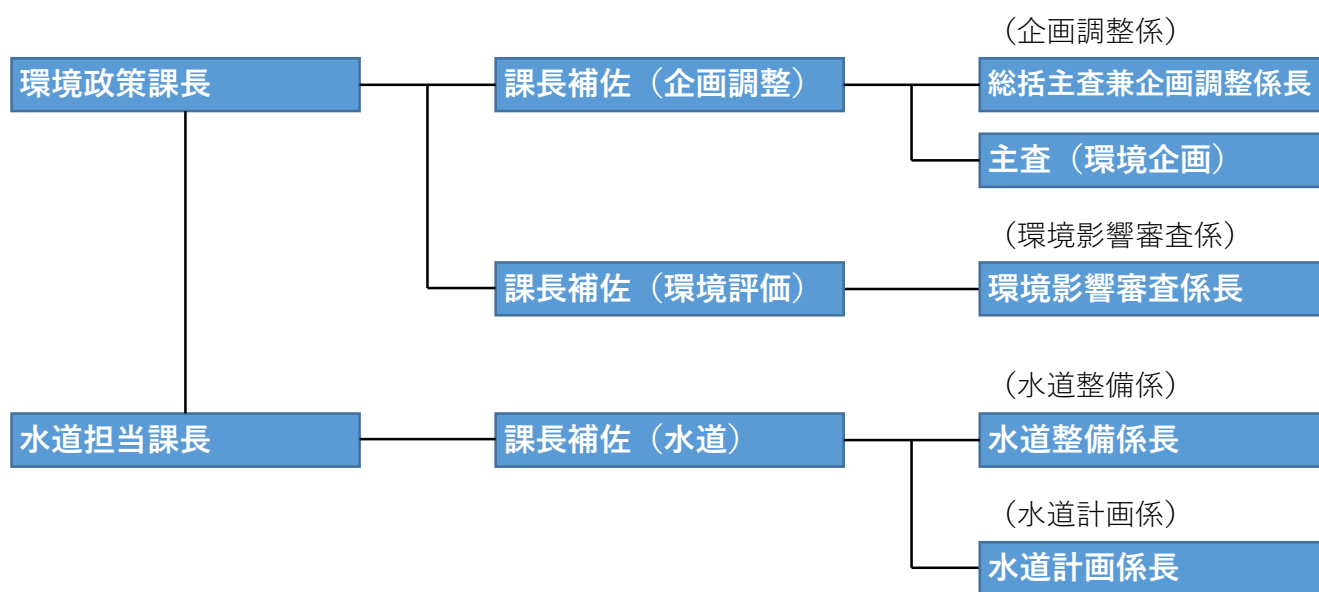 （企画調整係）
環境政策課長
課長補佐（企画調整）
総括主査兼企画調整係長
主査（環境企画）
（環境影響審査係）
課長補佐（環境評価）
環境影響審査係長
（水道整備係）
水道担当課長
課長補佐（水道）
水道整備係長
（水道計画係）
水道計画係長